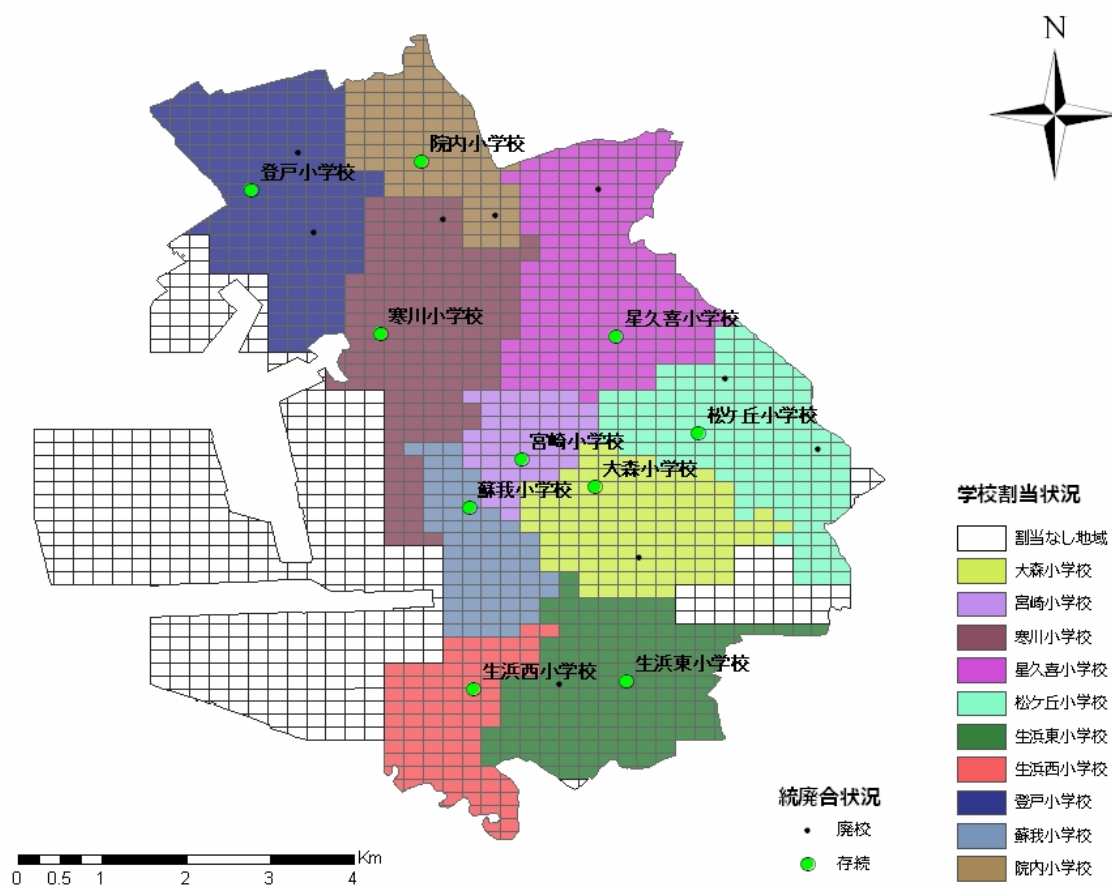 N
院内小学校
登戸小学校
寒川小学校
星久喜小学校
松ケ丘小学校
宮崎小学校
大森小学校
蘇我小学校
生浜西小学校
生浜東小学校
学校割当状況
割当なし地域
大森小学校
宮崎小学校
寒川小学校
星久喜小学校
松ケ丘小学校
生浜東小学校
生浜西小学校
登戸小学校
蘇我小学校
院内小学校
統廃合状況
廃校
存続
Km
0 0.5 1 2 3 4